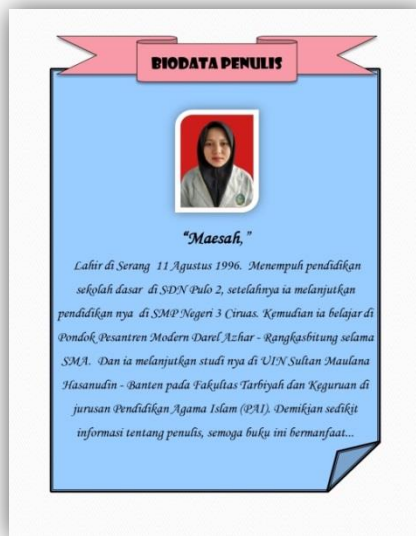 BIODATA PENULIS
“Maesah,”
Lahir di Serang 11 Agustus 1996. Menempuh pendidikan
sekolah dasar di SDN Pulo 2, setelahnya ia melanjutkan
pendidikan nya di SMP Negeri 3 Ciruas. Kemudian ia belajar di
Pondok Pesantren Modern Darel Azhar - Rangkasbitung selama
SMA. Dan ia melanjutkan studi nya di UIN Sultan Maulana
Hasanudin - Banten pada Fakultas Tarbiyah dan Keguruan di
jurusan Pendidikan Agama Islam (PAI). Demikian sedikit
informasi tentang penulis, semoga buku ini bermanfaat...